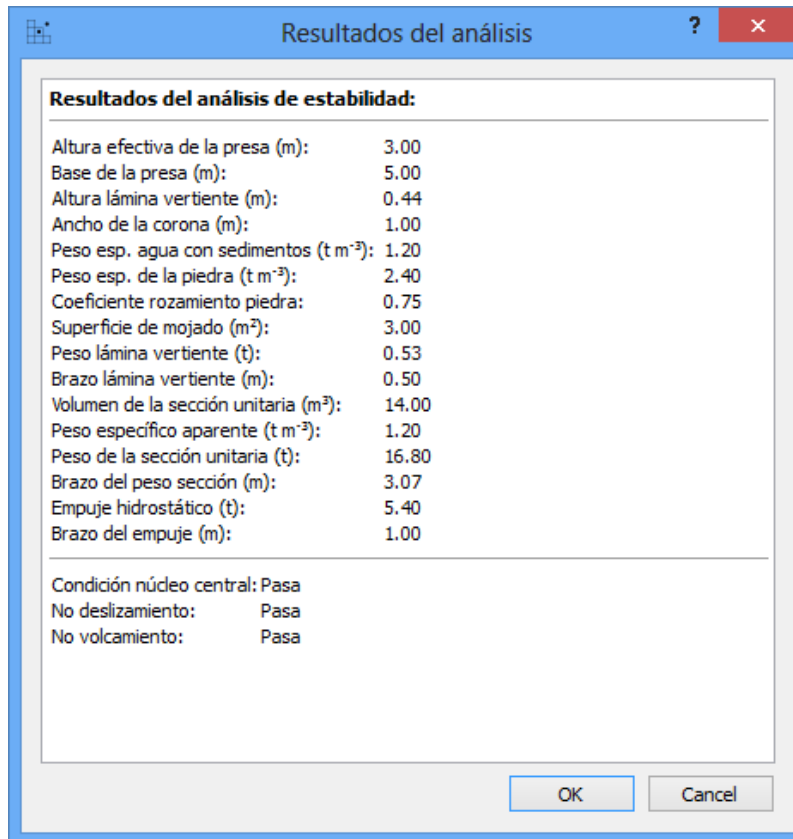 Resultados del análisis
?
×
Resultados del análisis de estabilidad:
Altura efectiva de la presa (m): 3.00
Base de la presa (m): 5.00
Altura lámina vertiente (m): 0.44
Ancho de la corona (m): 1.00
Peso esp. agua con sedimentos (t m⁻³): 1.20
Peso esp. de la piedra (t m⁻³): 2.40
Coeficiente rozamiento piedra: 0.75
Superficie de mojado (m²): 3.00
Peso lámina vertiente (t): 0.53
Brazo lámina vertiente (m): 0.50
Volumen de la sección unitaria (m³): 14.00
Peso específico aparente (t m⁻³): 1.20
Peso de la sección unitaria (t): 16.80
Brazo del peso sección (m): 3.07
Empuje hidrostático (t): 5.40
Brazo del empuje (m): 1.00
Condición núcleo central: Pasa
No deslizamiento: Pasa
No volcamiento: Pasa
OK Cancel